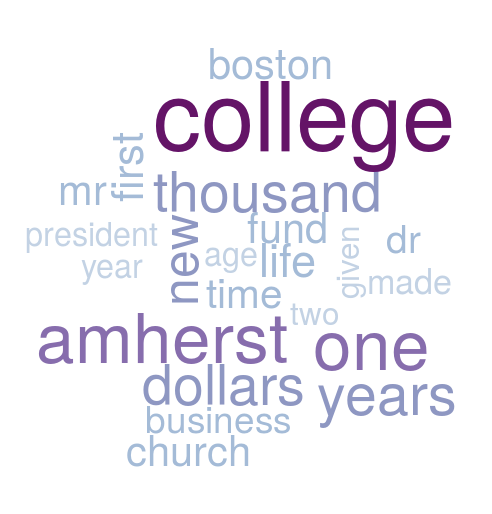 boston
college
first
mr
thousand
new
fund
president
dr
given
age
life
year
made
time
two
amherst
one
dollars
years
business
church